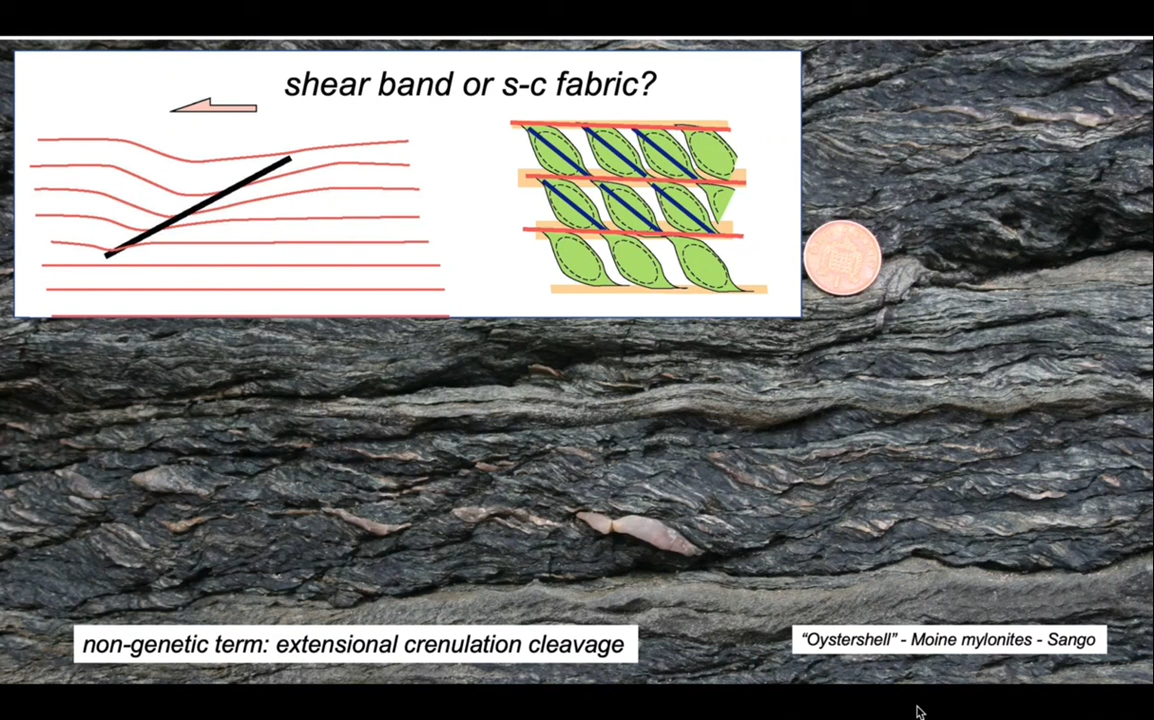 shear band or s-c fabric?
non-genetic term: extensional crenulation cleavage
“Oystershell” - Moine mylonites - Sango